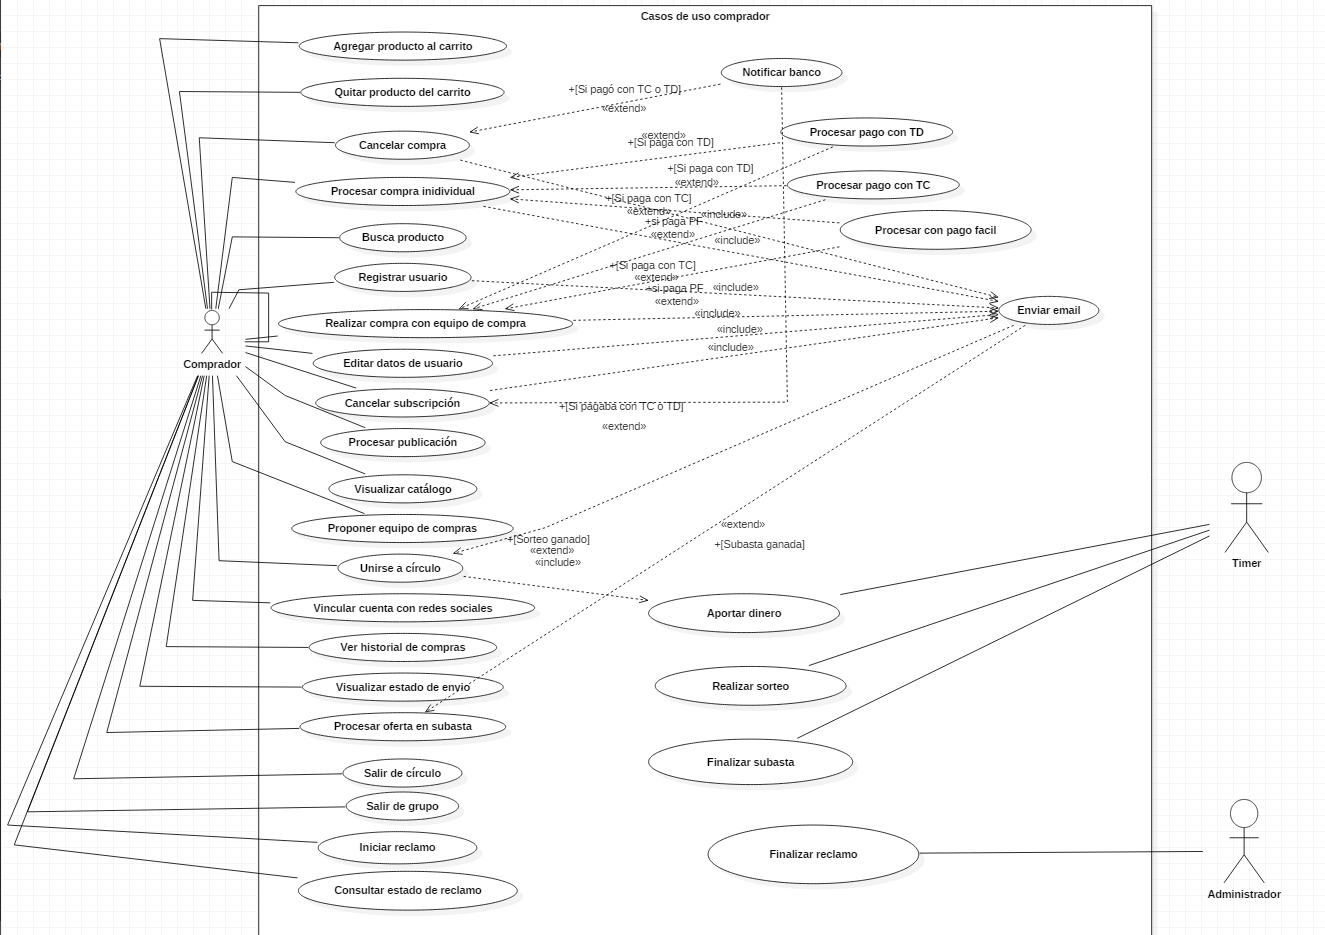 Casos de uso comprador
Agregar producto al carrito
Notificar banco
Quitar producto del carrito
+[Si pagó con TC o TD]
«extend»
Procesar pago con TD
«extend»
+[Si paga con TD]
Cancelar compra
+[Si paga con TD]
«extend»
Procesar pago con TC
Procesar compra inidividual
+[Si paga con TC]
«extend»
«include»
+si paga PF
«extend»
«include»
Procesar con pago facil
Busca producto
+[Si paga con TC]
«extend»
Registrar usuario
+si paga PF
«include»
«extend»
Enviar email
«include»
Realizar compra con equipo de compra
«include»
«include»
Comprador
Editar datos de usuario
Cancelar subscripción
+[Si pagaba con TC o TD]
«extend»
Procesar publicación
Visualizar catálogo
Proponer equipo de compras
«extend»
+[Subasta ganada]
+[Sorteo ganado]
«extend»
«include»
Timer
Unirse a círculo
Vincular cuenta con redes sociales
Aportar dinero
Ver historial de compras
Visualizar estado de envio
Realizar sorteo
Procesar oferta en subasta
Finalizar subasta
Salir de círculo
Salir de grupo
Iniciar reclamo
Finalizar reclamo
Consultar estado de reclamo
Administrador